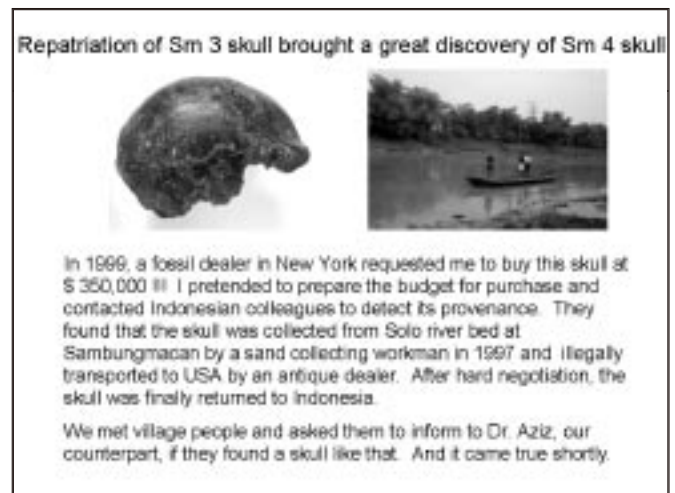 Repatriation of Sm 3 skull brought a great discovery of Sm 4 skull
In 1999, a fossil dealer in New York requested me to buy this skull at
$ 350,000 !!! I pretended to prepare the budget for purchase and
contacted Indonesian colleagues to detect its provenance. They
found that the skull was collected from Solo river bed at
Sambungmacan by a sand collecting workman in 1997 and illegally
transported to USA by an antique dealer. After hard negotiation, the
skull was finally returned to Indonesia.
We met village people and asked them to inform to Dr. Aziz, our
counterpart, if they found a skull like that. And it came true shortly.